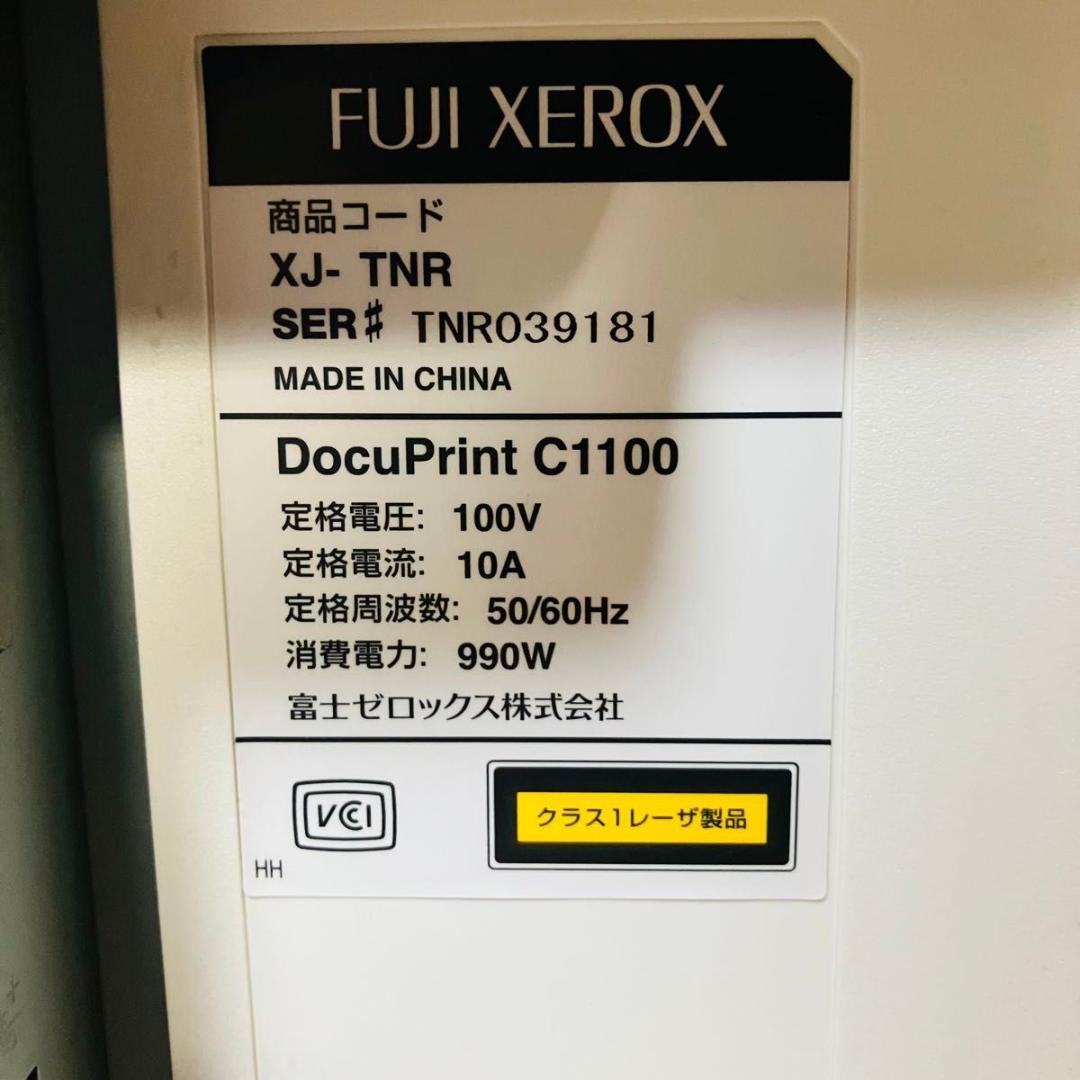 FUJI XEROX
商品コード
XJ- TNR
SER# TNR039181
MADE IN CHINA
DocuPrint C1100
定格電圧: 100V
定格電流: 10A
定格周波数: 50/60Hz
消費電力: 990W
富士ゼロックス株式会社
VCCI
クラス1レーザ製品
HH